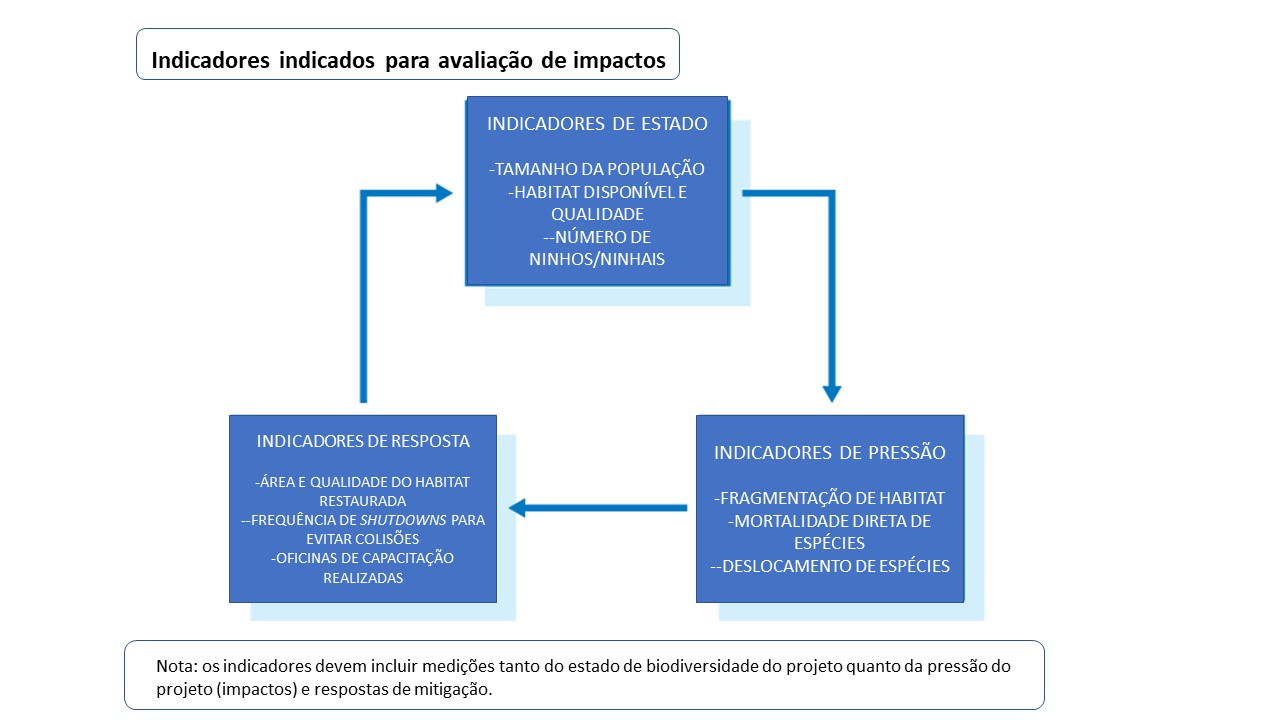 Indicadores indicados para avaliação de impactos
INDICADORES DE ESTADO
-TAMANHO DA POPULAÇÃO
-HABITAT DISPONÍVEL E
QUALIDADE
--NÚMERO DE
NINHOS/NINHAIS
INDICADORES DE RESPOSTA
-ÁREA E QUALIDADE DO HABITAT
RESTAURADA
--FREQUÊNCIA DE SHUTDOWNS PARA
EVITAR COLISÕES
-OFICINAS DE CAPACITAÇÃO
REALIZADAS
INDICADORES DE PRESSÃO
-FRAGMENTAÇÃO DE HABITAT
-MORTALIDADE DIRETA DE
ESPÉCIES
--DESLOCAMENTO DE ESPÉCIES
Nota: os indicadores devem incluir medições tanto do estado de biodiversidade do projeto quanto da pressão do
projeto (impactos) e respostas de mitigação.